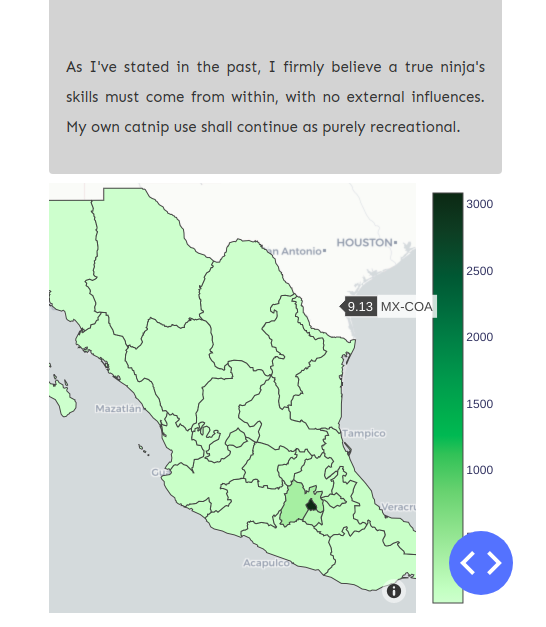 As I've stated in the past, I firmly believe a true ninja's
skills must come from within, with no external influences.
My own catnip use shall continue as purely recreational.
3000
an Antonio
HOUSTON
2500
9.13 MX-COA
2000
1500
Mazatlán
Tampico
1000
Gu
Veracru
Acapulco